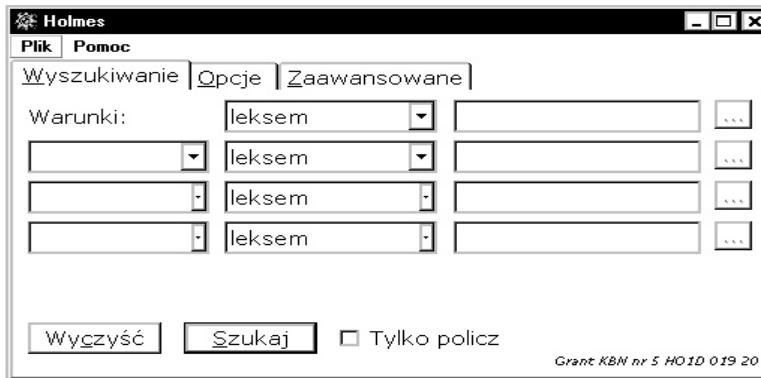 Holmes
Plik Pomoc
Wyszukiwanie Opcje Zaawansowane
Warunki: leksem ...
leksem ...
leksem ...
leksem ...
Wyczyść Szukaj Tylko policz
Grant KBN nr 5 HO1D 019 20